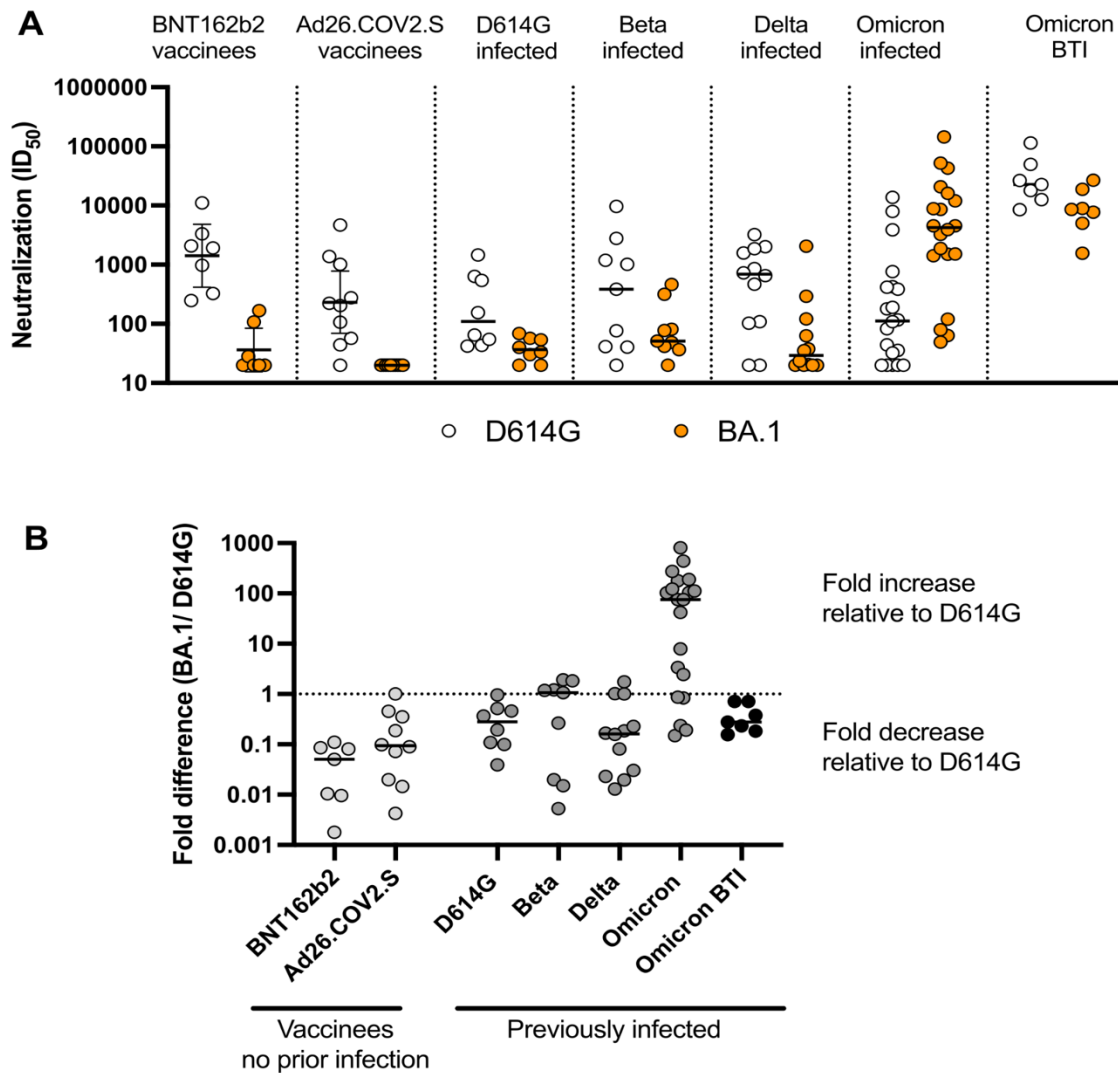 A
BNT162b2
vaccinees
Ad26.COV2.S
vaccinees
D614G
infected
Beta
infected
Delta
infected
Omicron
infected
Omicron
BTI
Neutralization (ID50)
1000000
100000
10000
1000
100
10
D614G
BA.1
B
Fold difference (BA.1/ D614G)
1000
100
10
1
0.1
0.01
0.001
Fold increase
relative to D614G
Fold decrease
relative to D614G
BNT162b2
Ad26.COV2.S
D614G
Beta
Delta
Omicron
Omicron BTI
Vaccinees
no prior infection
Previously infected